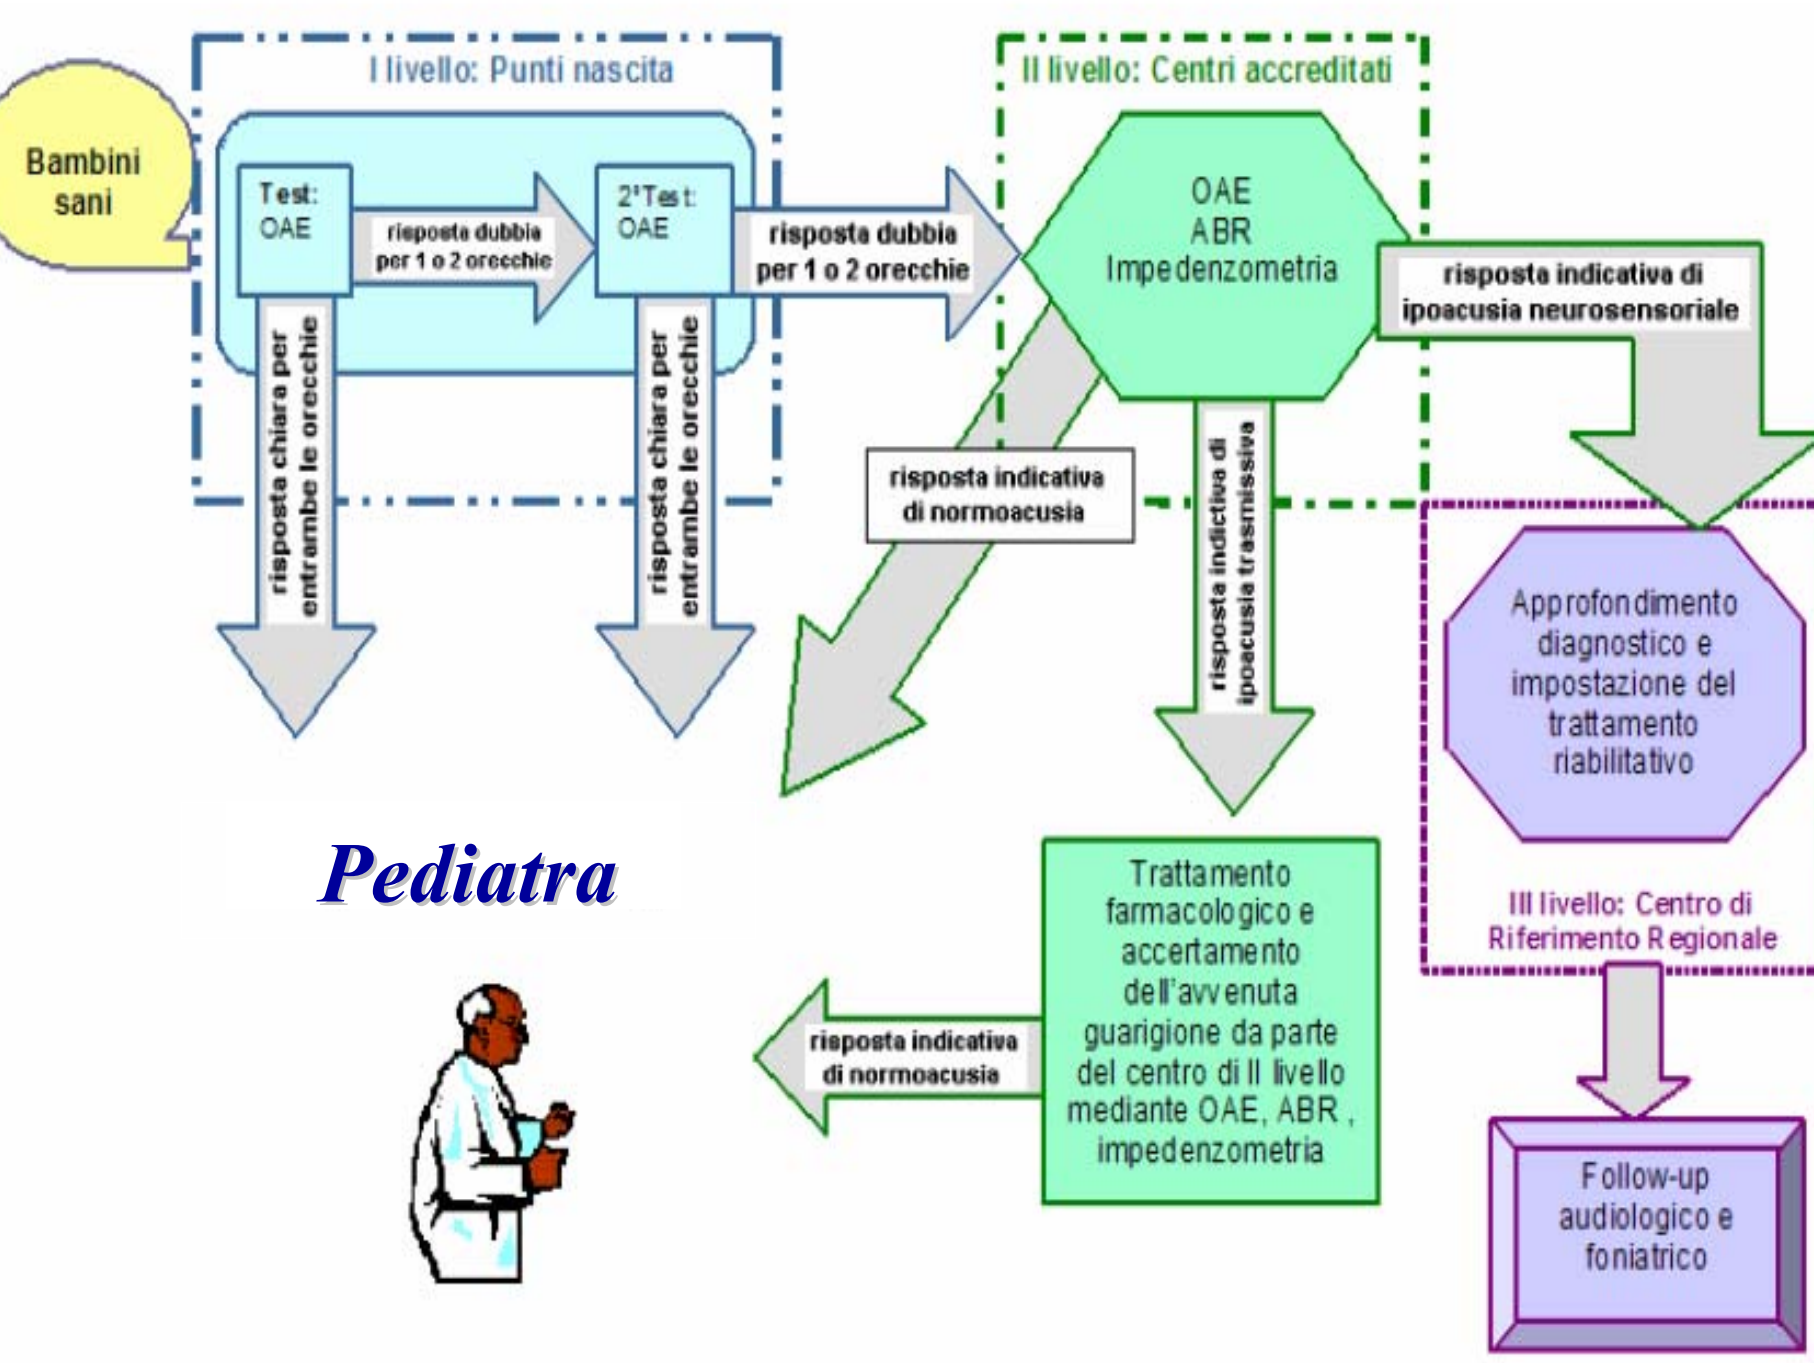 I livello: Punti nascita
II livello: Centri accreditati
Bambini
sani
Test:
OAE
risposta dubbia
per 1 o 2 orecchie
2°Test:
OAE
risposta dubbia
per 1 o 2 orecchie
OAE
ABR
Impedenzometria
risposta indicativa di
ipoacusia neurosensoriale
risposta chiara per
entrambe le orecchie
risposta chiara per
entrambe le orecchie
risposta indicativa
di normoacusia
risposta indictiva di
ipoacusia trasmissiva
Approfondimento
diagnostico e
impostazione del
trattamento
riabilitativo
III livello: Centro di
Riferimento Regionale
Pediatra
Trattamento
farmacologico e
accertamento
dell'avvenuta
guarigione da parte
del centro di II livello
mediante OAE, ABR ,
impedenzometria
risposta indicativa
di normoacusia
Follow-up
audiologico e
foniatrico